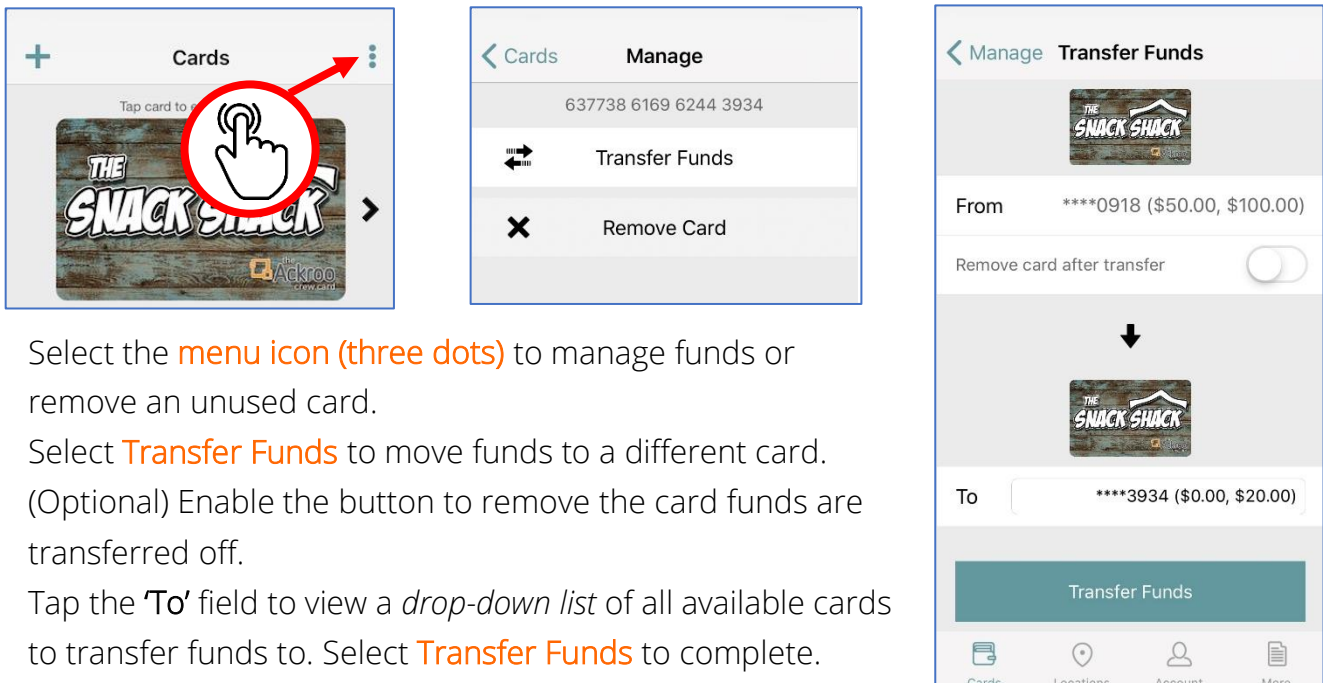 Cards
Tap card to e
THE
SNACK SHACK
the
Ackroo
crew card
Cards
Manage
637738 6169 6244 3934
Transfer Funds
Remove Card
Manage
Transfer Funds
THE
SNACK SHACK
From
****0918 ($50.00, $100.00)
Remove card after transfer
THE
SNACK SHACK
To
****3934 ($0.00, $20.00)
Transfer Funds
Cards
Locations
Account
More
Select the menu icon (three dots) to manage funds or
remove an unused card.
Select Transfer Funds to move funds to a different card.
(Optional) Enable the button to remove the card funds are
transferred off.
Tap the 'To' field to view a drop-down list of all available cards
to transfer funds to. Select Transfer Funds to complete.